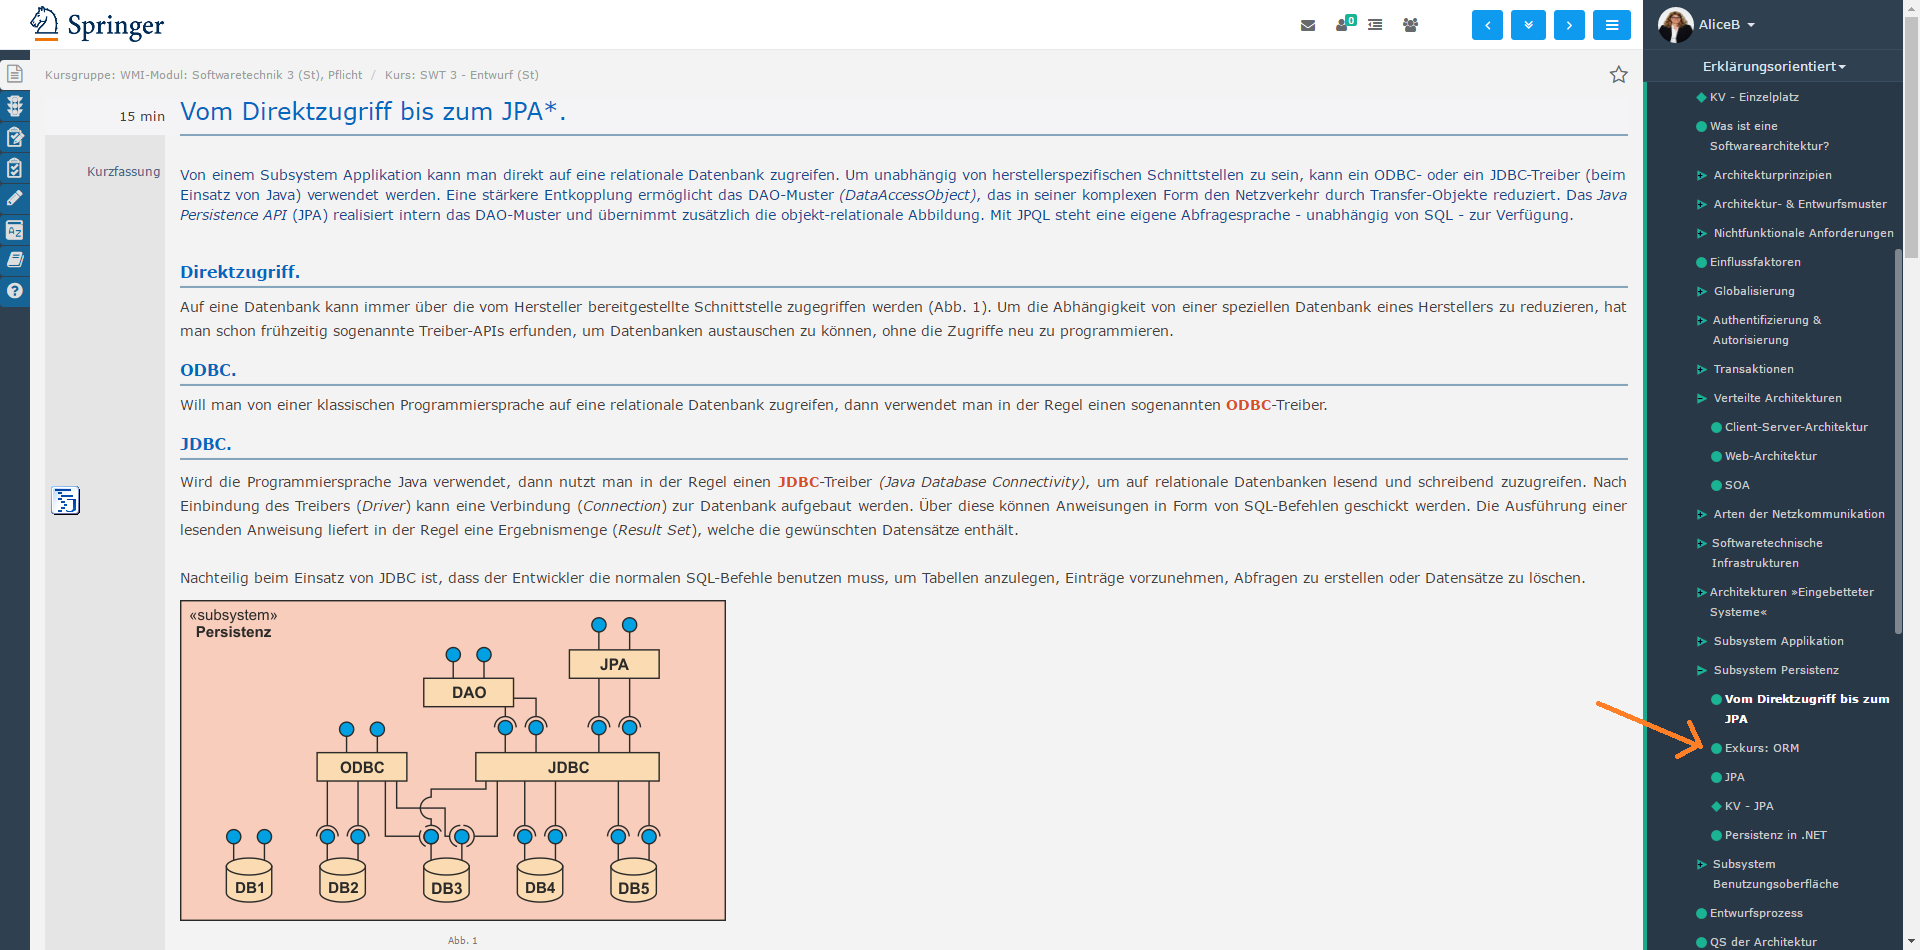 Springer
0
AliceB
Erklärungsorientiert
Kursgruppe: WMI-Modul: Softwaretechnik 3 (St), Pflicht / Kurs: SWT 3 - Entwurf (St)
15 min
Vom Direktzugriff bis zum JPA*.
Kurzfassung
Von einem Subsystem Applikation kann man direkt auf eine relationale Datenbank zugreifen. Um unabhängig von herstellerspezifischen Schnittstellen zu sein, kann ein ODBC- oder ein JDBC-Treiber (beim
Einsatz von Java) verwendet werden. Eine stärkere Entkopplung ermöglicht das DAO-Muster (DataAccessObject), das in seiner komplexen Form den Netzverkehr durch Transfer-Objekte reduziert. Das Java
Persistence API (JPA) realisiert intern das DAO-Muster und übernimmt zusätzlich die objekt-relationale Abbildung. Mit JPQL steht eine eigene Abfragesprache - unabhängig von SQL - zur Verfügung.
Direktzugriff.
Auf eine Datenbank kann immer über die vom Hersteller bereitgestellte Schnittstelle zugegriffen werden (Abb. 1). Um die Abhängigkeit von einer speziellen Datenbank eines Herstellers zu reduzieren, hat
man schon frühzeitig sogenannte Treiber-APIs erfunden, um Datenbanken austauschen zu können, ohne die Zugriffe neu zu programmieren.
ODBC.
Will man von einer klassischen Programmiersprache auf eine relationale Datenbank zugreifen, dann verwendet man in der Regel einen sogenannten ODBC-Treiber.
JDBC.
Wird die Programmiersprache Java verwendet, dann nutzt man in der Regel einen JDBC-Treiber (Java Database Connectivity), um auf relationale Datenbanken lesend und schreibend zuzugreifen. Nach
Einbindung des Treibers (Driver) kann eine Verbindung (Connection) zur Datenbank aufgebaut werden. Über diese können Anweisungen in Form von SQL-Befehlen geschickt werden. Die Ausführung einer
lesenden Anweisung liefert in der Regel eine Ergebnismenge (Result Set), welche die gewünschten Datensätze enthält.
Nachteilig beim Einsatz von JDBC ist, dass der Entwickler die normalen SQL-Befehle benutzen muss, um Tabellen anzulegen, Einträge vorzunehmen, Abfragen zu erstellen oder Datensätze zu löschen.
«subsystem»
Persistenz
JPA
DAO
ODBC
JDBC
DB1
DB2
DB3
DB4
DB5
Abb. 1
KV - Einzelplatz
Was ist eine
Softwarearchitektur?
Architekturprinzipien
Architektur- & Entwurfsmuster
Nichtfunktionale Anforderungen
Einflussfaktoren
Globalisierung
Authentifizierung &
Autorisierung
Transaktionen
Verteilte Architekturen
Client-Server-Architektur
Web-Architektur
SOA
Arten der Netzkommunikation
Softwaretechnische
Infrastrukturen
Architekturen »Eingebetteter
Systeme«
Subsystem Applikation
Subsystem Persistenz
Vom Direktzugriff bis zum
JPA
Exkurs: ORM
JPA
KV - JPA
Persistenz in .NET
Subsystem
Benutzungsoberfläche
Entwurfsprozess
QS der Architektur